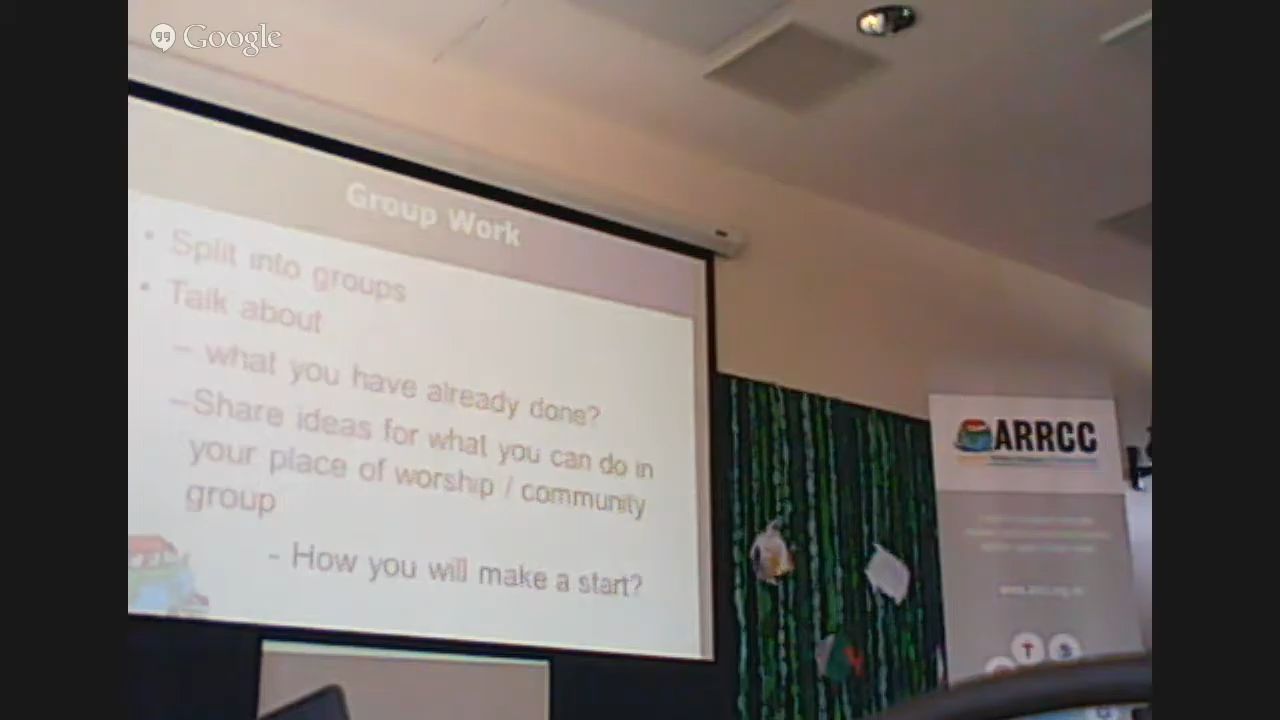 Google
Group Work
• Split into groups
• Talk about
– what you have already done?
–Share ideas for what you can do in
your place of worship / community
group
- How you will make a start?
ARRCC
T S